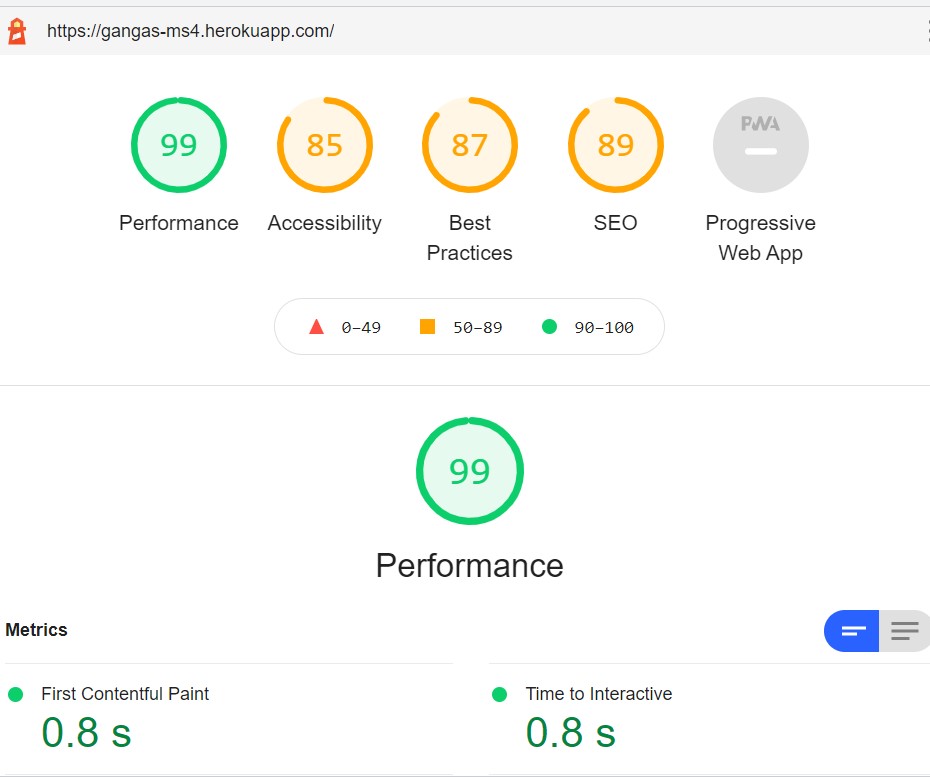 https://gangas-ms4.herokuapp.com/
99 85 87 89 PWA
Performance Accessibility Best Practices SEO Progressive Web App
0–49 50–89 90–100
99
Performance
Metrics
First Contentful Paint Time to Interactive
0.8 s 0.8 s